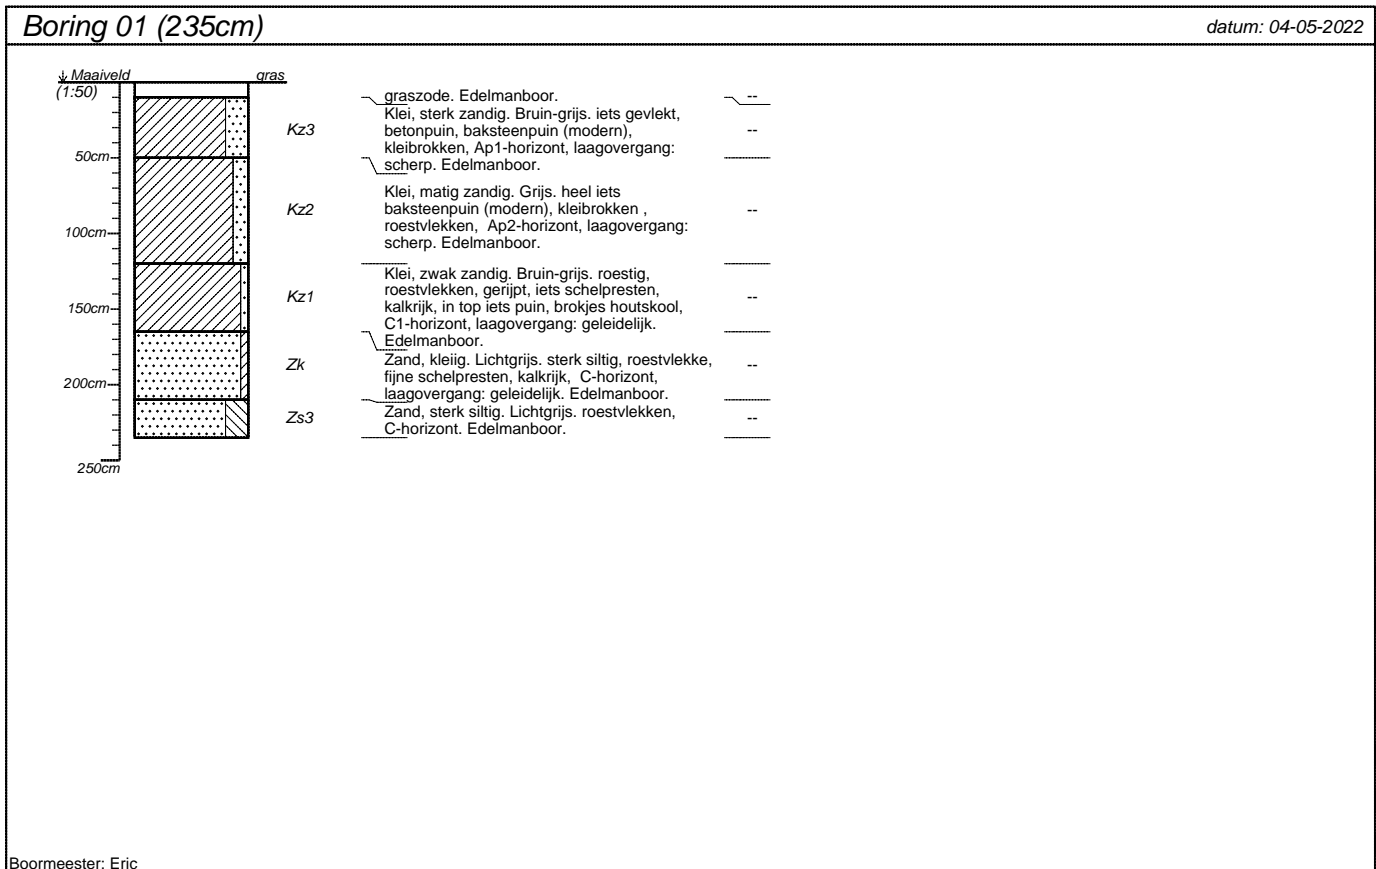 Boring 01 (235cm)
datum: 04-05-2022
Maaiveld
gras
(1:50)
graszode. Edelmanboor.
--
Kz3
Klei, sterk zandig. Bruin-grijs. iets gevlekt,
betonpuin, baksteenpuin (modern),
kleibrokken, Ap1-horizont, laagovergang:
scherp. Edelmanboor.
--
50cm
Kz2
Klei, matig zandig. Grijs. heel iets
baksteenpuin (modern), kleibrokken ,
roestvlekken, Ap2-horizont, laagovergang:
scherp. Edelmanboor.
--
100cm
Kz1
Klei, zwak zandig. Bruin-grijs. roestig,
roestvlekken, gerijpt, iets schelpresten,
kalkrijk, in top iets puin, brokjes houtskool,
C1-horizont, laagovergang: geleidelijk.
Edelmanboor.
--
150cm
Zk
Zand, kleiig. Lichtgrijs. sterk siltig, roestvlekke,
fijne schelpresten, kalkrijk, C-horizont,
laagovergang: geleidelijk. Edelmanboor.
--
200cm
Zs3
Zand, sterk siltig. Lichtgrijs. roestvlekken,
C-horizont. Edelmanboor.
--
250cm
Boormeester: Eric